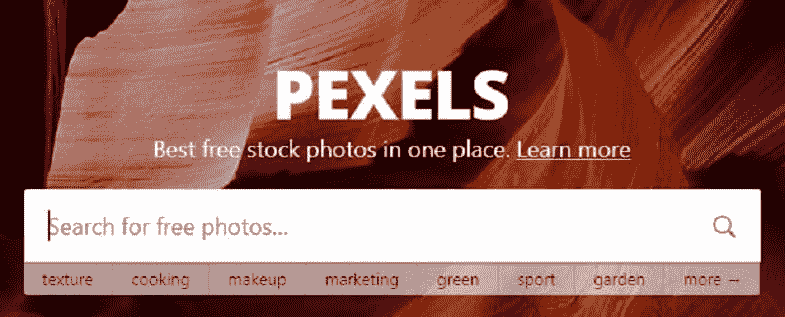 PEXELS
Best free stock photos in one place. Learn more
Search for free photos...
texture cooking makeup marketing green sport garden more →